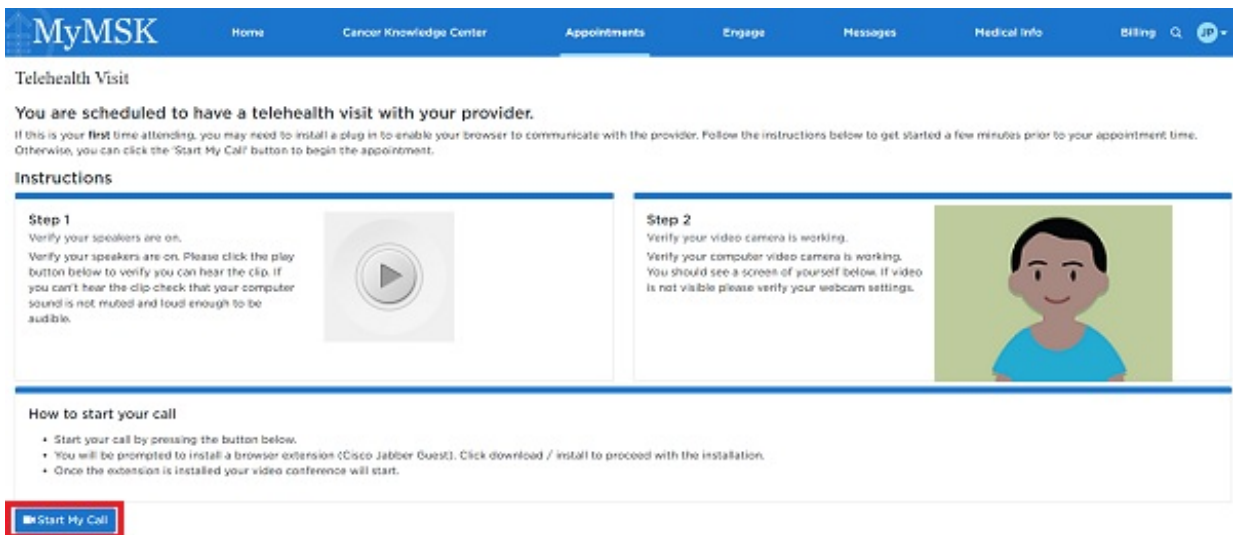 MyMSK
Home
Cancer Knowledge Center
Appointments
Engage
Messages
Medical Info
Billing
JP
Telehealth Visit
You are scheduled to have a telehealth visit with your provider.
If this is your first time attending, you may need to install a plug in to enable your browser to communicate with the provider. Follow the instructions below to get started a few minutes prior to your appointment time.
Otherwise, you can click the 'Start My Call' button to begin the appointment.
Instructions
Step 1
Verify your speakers are on.
Verify your speakers are on. Please click the play
button below to verify you can hear the clip. If
you can't hear the clip check that your computer
sound is not muted and loud enough to be
audible.
Step 2
Verify your video camera is working.
Verify your computer video camera is working.
You should see a screen of yourself below. If video
is not visible please verify your webcam settings.
How to start your call
• Start your call by pressing the button below.
• You will be prompted to install a browser extension (Cisco Jabber Guest). Click download / install to proceed with the installation.
• Once the extension is installed your video conference will start.
Start My Call